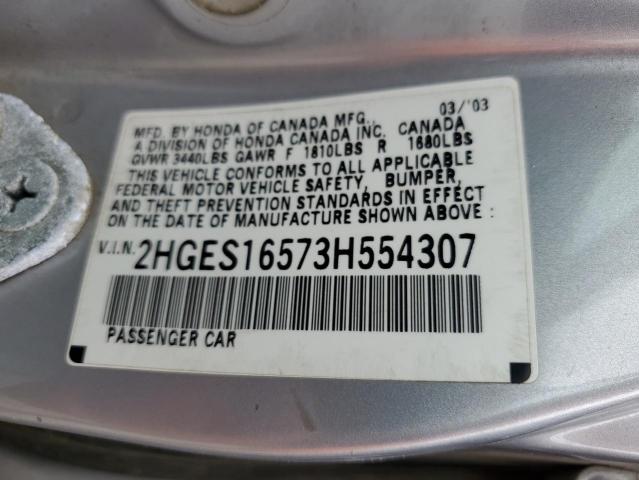 03/'03
MFD. BY HONDA OF CANADA MFG.,
A DIVISION OF HONDA CANADA INC. CANADA
GVWR 3440LBS GAWR F 1810LBS R 1680LBS
THIS VEHICLE CONFORMS TO ALL APPLICABLE
FEDERAL MOTOR VEHICLE SAFETY, BUMPER,
AND THEFT PREVENTION STANDARDS IN EFFECT
ON THE DATE OF MANUFACTURE SHOWN ABOVE :
V.I.N. 2HGES16573H554307
PASSENGER CAR